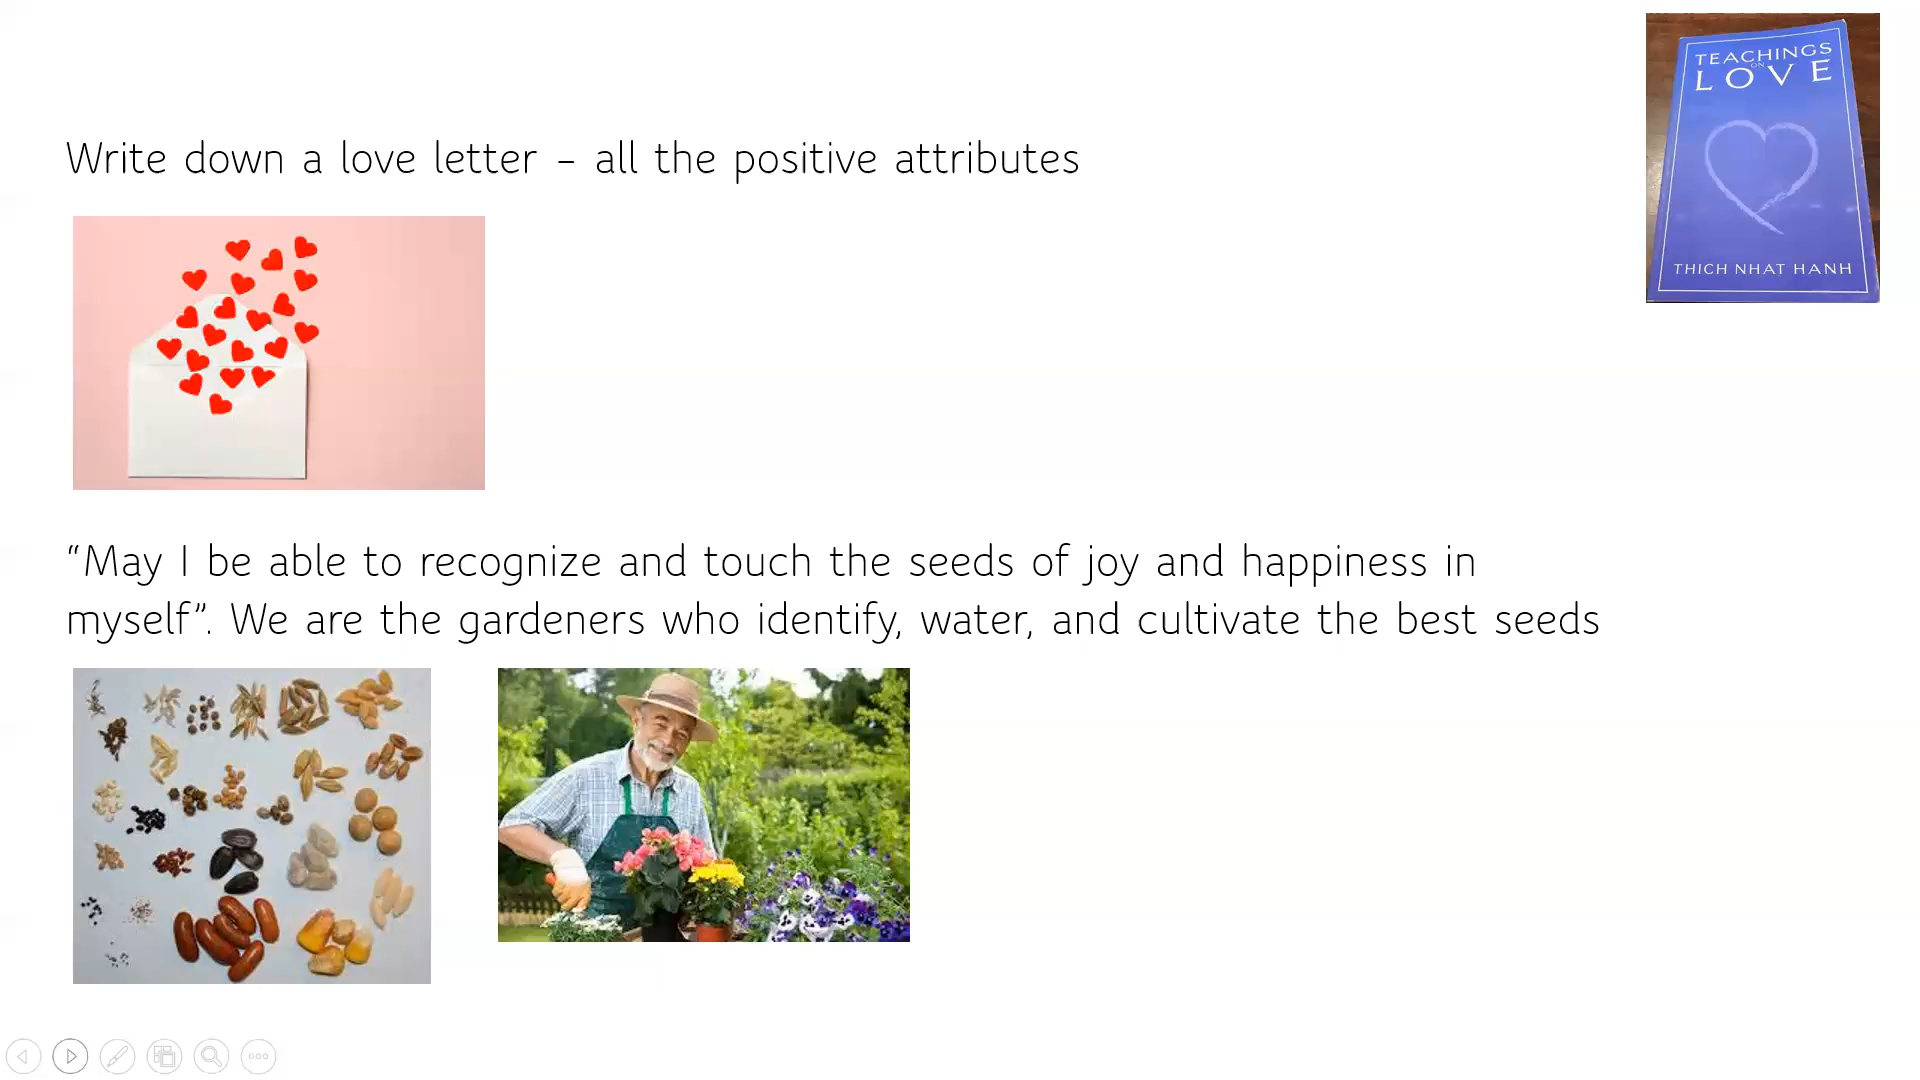 TEACHINGS
ON
LOVE
THICH NHAT HANH
Write down a love letter – all the positive attributes
“May I be able to recognize and touch the seeds of joy and happiness in
myself”. We are the gardeners who identify, water, and cultivate the best seeds